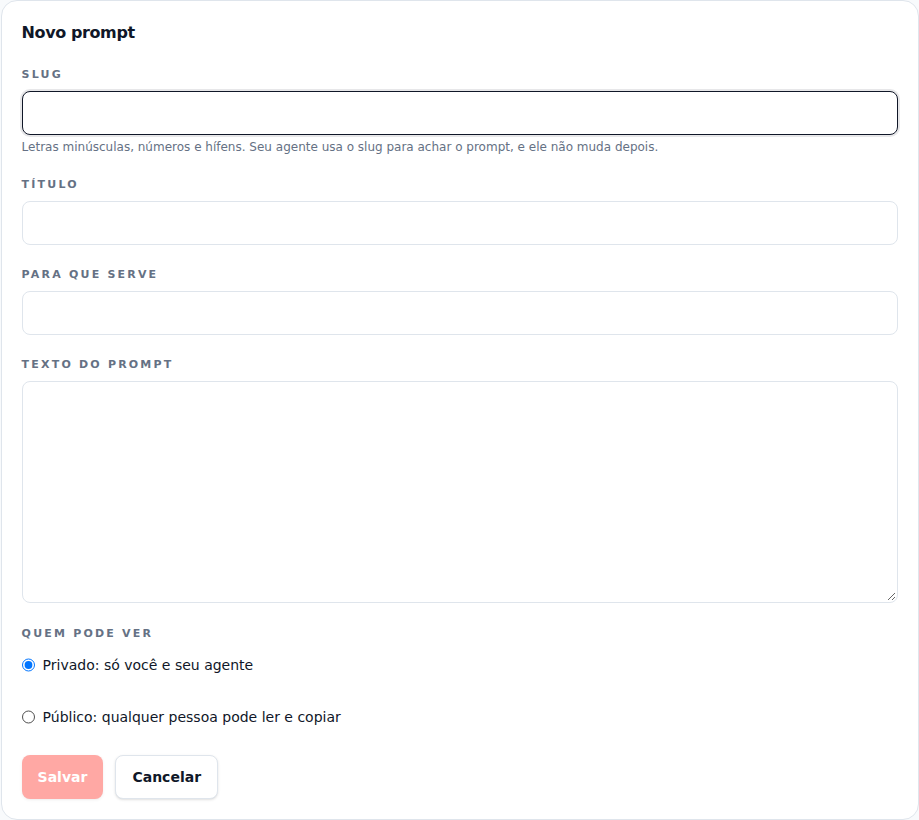 Novo prompt
SLUG
Letras minúsculas, números e hífens. Seu agente usa o slug para achar o prompt, e ele não muda depois.
TÍTULO
PARA QUE SERVE
TEXTO DO PROMPT
QUEM PODE VER
Privado: só você e seu agente
Público: qualquer pessoa pode ler e copiar
Salvar Cancelar